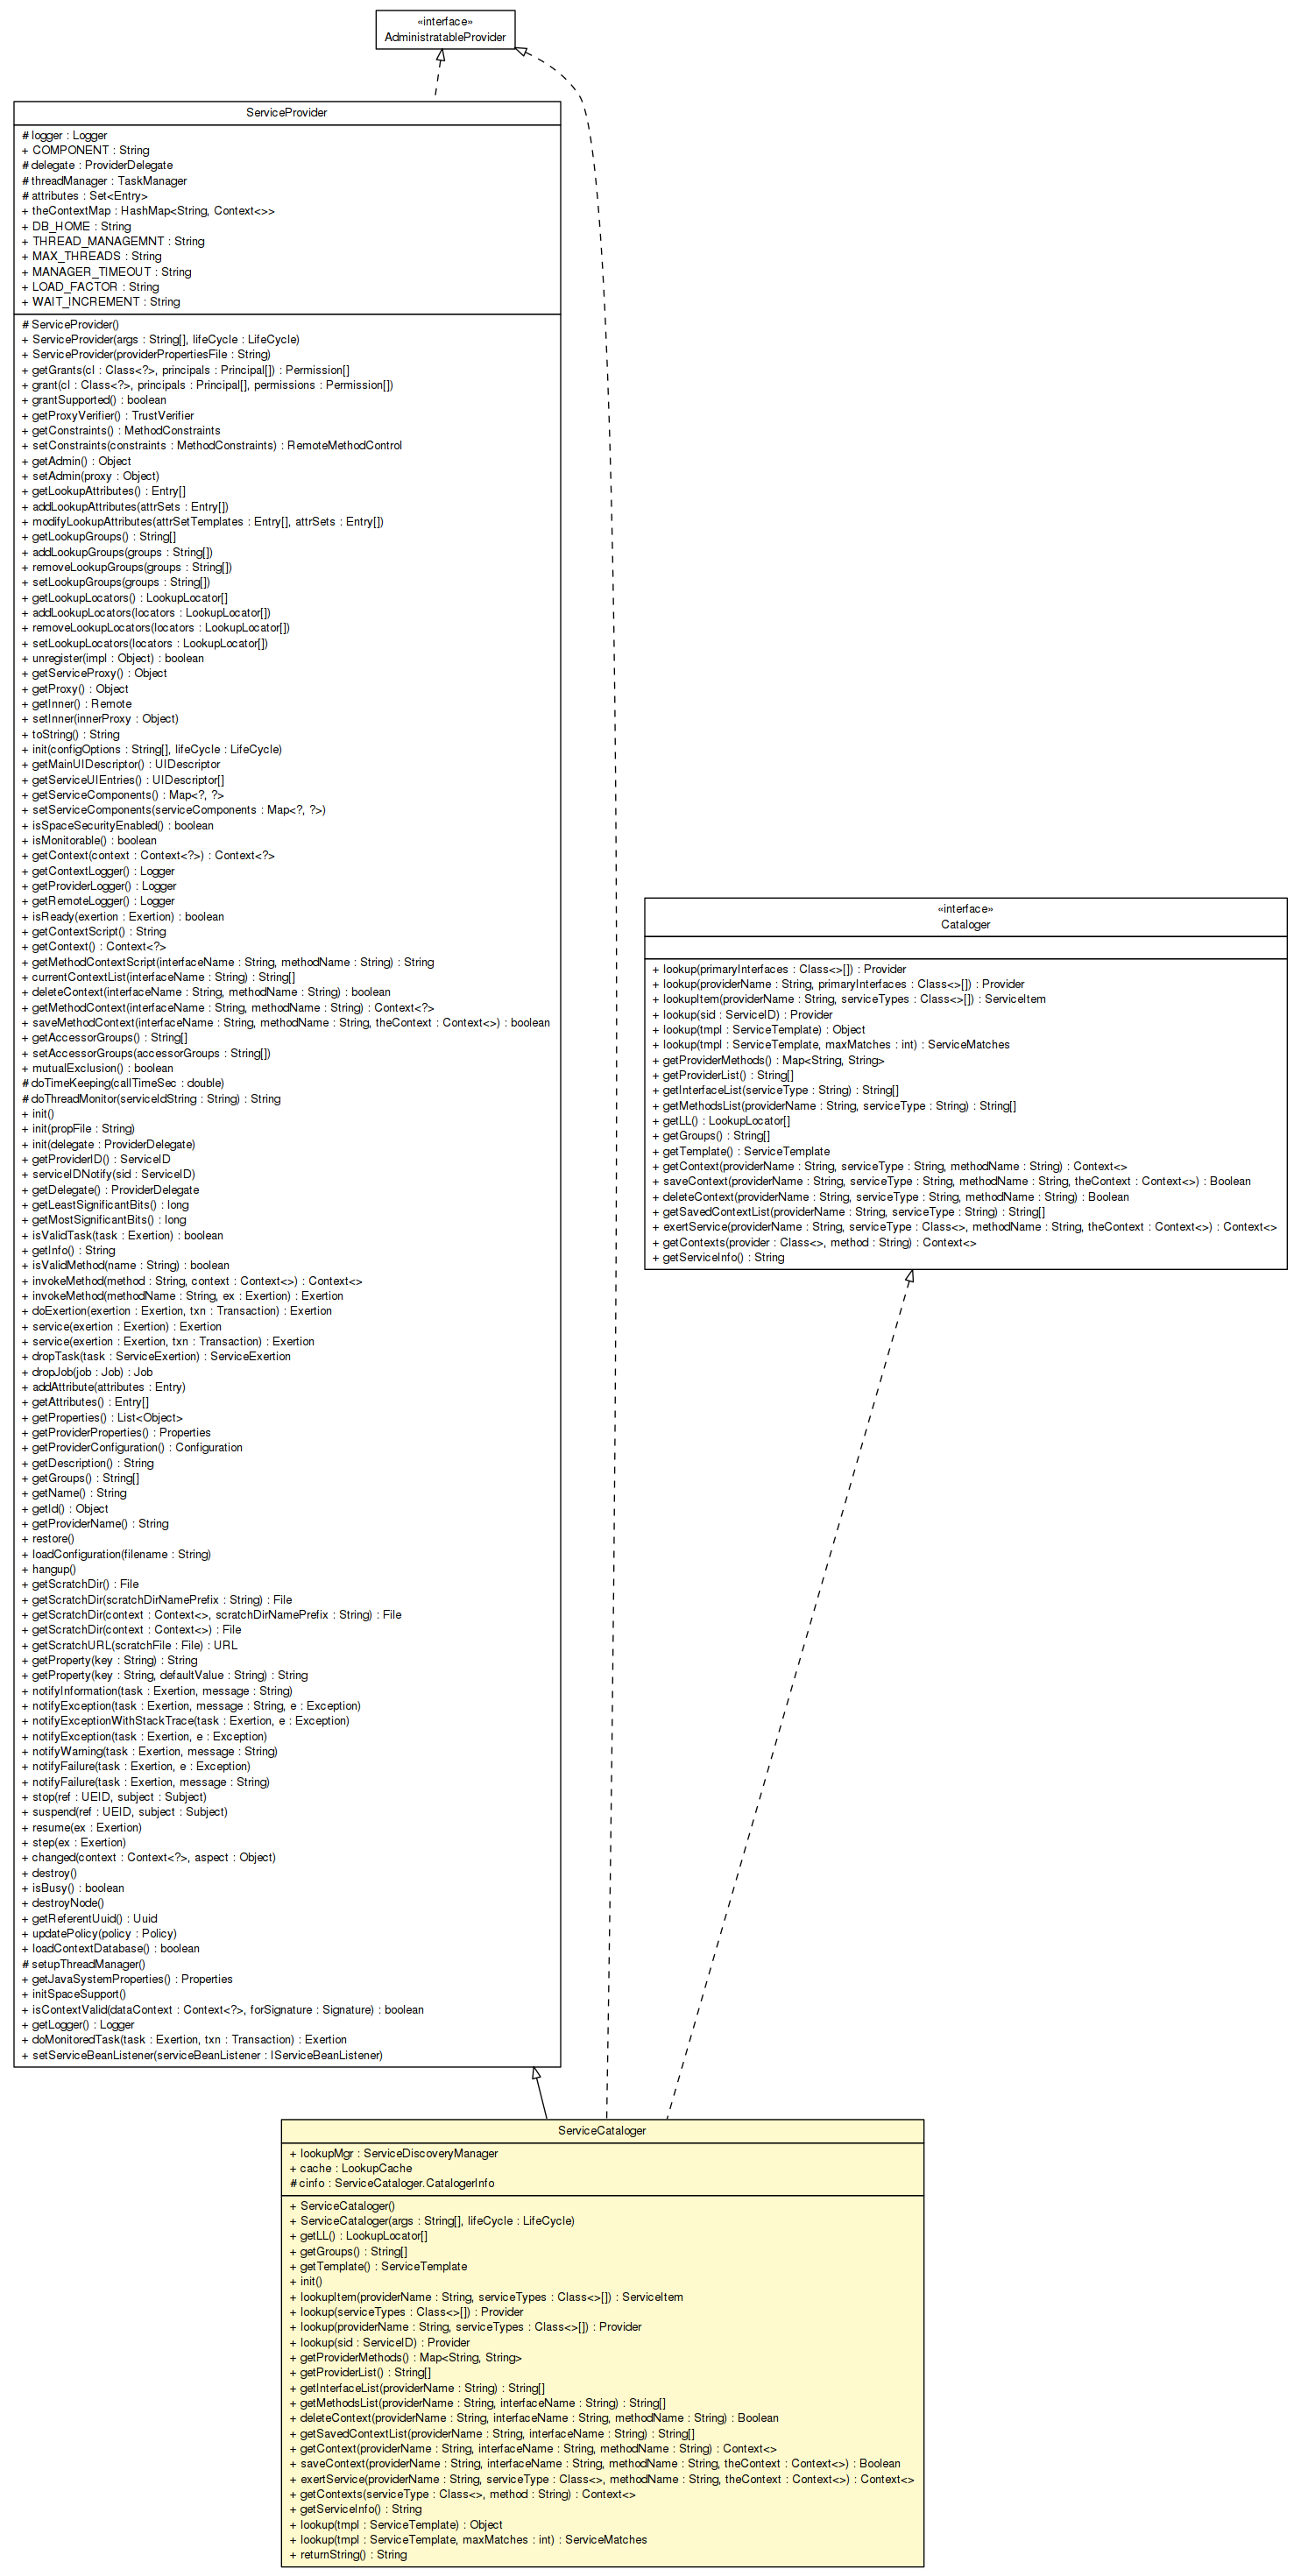 «interface»
AdministratableProvider
ServiceProvider
# logger : Logger
+ COMPONENT : String
# delegate : ProviderDelegate
# threadManager : TaskManager
# attributes : Set<Entry>
+ theContextMap : HashMap<String, Context<>>
+ DB_HOME : String
+ THREAD_MANAGEMNT : String
+ MAX_THREADS : String
+ MANAGER_TIMEOUT : String
+ LOAD_FACTOR : String
+ WAIT_INCREMENT : String
# ServiceProvider()
+ ServiceProvider(args : String[], lifeCycle : LifeCycle)
+ ServiceProvider(providerPropertiesFile : String)
+ getGrants(cl : Class<?>, principals : Principal[]) : Permission[]
+ grant(cl : Class<?>, principals : Principal[], permissions : Permission[])
+ grantSupported() : boolean
+ getProxyVerifier() : TrustVerifier
+ getConstraints() : MethodConstraints
+ setConstraints(constraints : MethodConstraints) : RemoteMethodControl
+ getAdmin() : Object
+ setAdmin(proxy : Object)
+ getLookupAttributes() : Entry[]
+ addLookupAttributes(attrSets : Entry[])
+ modifyLookupAttributes(attrSetTemplates : Entry[], attrSets : Entry[])
+ getLookupGroups() : String[]
+ addLookupGroups(groups : String[])
+ removeLookupGroups(groups : String[])
+ setLookupGroups(groups : String[])
+ getLookupLocators() : LookupLocator[]
+ addLookupLocators(locators : LookupLocator[])
+ removeLookupLocators(locators : LookupLocator[])
+ setLookupLocators(locators : LookupLocator[])
+ unregister(impl : Object) : boolean
+ getServiceProxy() : Object
+ getProxy() : Object
+ getInner() : Remote
+ setInner(innerProxy : Object)
+ toString() : String
+ init(configOptions : String[], lifeCycle : LifeCycle)
+ getMainUIDescriptor() : UIDescriptor
+ getServiceUIEntries() : UIDescriptor[]
+ getServiceComponents() : Map<?, ?>
+ setServiceComponents(serviceComponents : Map<?, ?>)
+ isSpaceSecurityEnabled() : boolean
+ isMonitorable() : boolean
+ getContext(context : Context<?>) : Context<?>
+ getContextLogger() : Logger
+ getProviderLogger() : Logger
+ getRemoteLogger() : Logger
+ isReady(exertion : Exertion) : boolean
+ getContextScript() : String
+ getContext() : Context<?>
+ getMethodContextScript(interfaceName : String, methodName : String) : String
+ currentContextList(interfaceName : String) : String[]
+ deleteContext(interfaceName : String, methodName : String) : boolean
+ getMethodContext(interfaceName : String, methodName : String) : Context<?>
+ saveMethodContext(interfaceName : String, methodName : String, theContext : Context<>) : boolean
+ getAccessorGroups() : String[]
+ setAccessorGroups(accessorGroups : String[])
+ mutualExclusion() : boolean
# doTimeKeeping(callTimeSec : double)
# doThreadMonitor(serviceIdString : String) : String
+ init()
+ init(propFile : String)
+ init(delegate : ProviderDelegate)
+ getProviderID() : ServiceID
+ serviceIDNotify(sid : ServiceID)
+ getDelegate() : ProviderDelegate
+ getLeastSignificantBits() : long
+ getMostSignificantBits() : long
+ isValidTask(task : Exertion) : boolean
+ getInfo() : String
+ isValidMethod(name : String) : boolean
+ invokeMethod(method : String, context : Context<>) : Context<>
+ invokeMethod(methodName : String, ex : Exertion) : Exertion
+ doExertion(exertion : Exertion, txn : Transaction) : Exertion
+ service(exertion : Exertion) : Exertion
+ service(exertion : Exertion, txn : Transaction) : Exertion
+ dropTask(task : ServiceExertion) : ServiceExertion
+ dropJob(job : Job) : Job
+ addAttribute(attributes : Entry)
+ getAttributes() : Entry[]
+ getProperties() : List<Object>
+ getProviderProperties() : Properties
+ getProviderConfiguration() : Configuration
+ getDescription() : String
+ getGroups() : String[]
+ getName() : String
+ getId() : Object
+ getProviderName() : String
+ restore()
+ loadConfiguration(filename : String)
+ hangup()
+ getScratchDir() : File
+ getScratchDir(scratchDirNamePrefix : String) : File
+ getScratchDir(context : Context<>, scratchDirNamePrefix : String) : File
+ getScratchDir(context : Context<>) : File
+ getScratchURL(scratchFile : File) : URL
+ getProperty(key : String) : String
+ getProperty(key : String, defaultValue : String) : String
+ notifyInformation(task : Exertion, message : String)
+ notifyException(task : Exertion, message : String, e : Exception)
+ notifyExceptionWithStackTrace(task : Exertion, e : Exception)
+ notifyException(task : Exertion, e : Exception)
+ notifyWarning(task : Exertion, message : String)
+ notifyFailure(task : Exertion, e : Exception)
+ notifyFailure(task : Exertion, message : String)
+ stop(ref : UEID, subject : Subject)
+ suspend(ref : UEID, subject : Subject)
+ resume(ex : Exertion)
+ step(ex : Exertion)
+ changed(context : Context<?>, aspect : Object)
+ destroy()
+ isBusy() : boolean
+ destroyNode()
+ getReferentUuid() : Uuid
+ updatePolicy(policy : Policy)
+ loadContextDatabase() : boolean
# setupThreadManager()
+ getJavaSystemProperties() : Properties
+ initSpaceSupport()
+ isContextValid(dataContext : Context<?>, forSignature : Signature) : boolean
+ getLogger() : Logger
+ doMonitoredTask(task : Exertion, txn : Transaction) : Exertion
+ setServiceBeanListener(serviceBeanListener : IServiceBeanListener)
«interface»
Cataloger
+ lookup(primaryInterfaces : Class<>[]) : Provider
+ lookup(providerName : String, primaryInterfaces : Class<>[]) : Provider
+ lookupItem(providerName : String, serviceTypes : Class<>[]) : ServiceItem
+ lookup(sid : ServiceID) : Provider
+ lookup(tmpl : ServiceTemplate) : Object
+ lookup(tmpl : ServiceTemplate, maxMatches : int) : ServiceMatches
+ getProviderMethods() : Map<String, String>
+ getProviderList() : String[]
+ getInterfaceList(serviceType : String) : String[]
+ getMethodsList(providerName : String, serviceType : String) : String[]
+ getLL() : LookupLocator[]
+ getGroups() : String[]
+ getTemplate() : ServiceTemplate
+ getContext(providerName : String, serviceType : String, methodName : String) : Context<>
+ saveContext(providerName : String, serviceType : String, methodName : String, theContext : Context<>) : Boolean
+ deleteContext(providerName : String, serviceType : String, methodName : String) : Boolean
+ getSavedContextList(providerName : String, serviceType : String) : String[]
+ exertService(providerName : String, serviceType : Class<>, methodName : String, theContext : Context<>) : Context<>
+ getContexts(provider : Class<>, method : String) : Context<>
+ getServiceInfo() : String
ServiceCataloger
+ lookupMgr : ServiceDiscoveryManager
+ cache : LookupCache
# cinfo : ServiceCataloger.CatalogerInfo
+ ServiceCataloger()
+ ServiceCataloger(args : String[], lifeCycle : LifeCycle)
+ getLL() : LookupLocator[]
+ getGroups() : String[]
+ getTemplate() : ServiceTemplate
+ init()
+ lookupItem(providerName : String, serviceTypes : Class<>[]) : ServiceItem
+ lookup(serviceTypes : Class<>[]) : Provider
+ lookup(providerName : String, serviceTypes : Class<>[]) : Provider
+ lookup(sid : ServiceID) : Provider
+ getProviderMethods() : Map<String, String>
+ getProviderList() : String[]
+ getInterfaceList(providerName : String) : String[]
+ getMethodsList(providerName : String, interfaceName : String) : String[]
+ deleteContext(providerName : String, interfaceName : String, methodName : String) : Boolean
+ getSavedContextList(providerName : String, interfaceName : String) : String[]
+ getContext(providerName : String, interfaceName : String, methodName : String) : Context<>
+ saveContext(providerName : String, interfaceName : String, methodName : String, theContext : Context<>) : Boolean
+ exertService(providerName : String, serviceType : Class<>, methodName : String, theContext : Context<>) : Context<>
+ getContexts(serviceType : Class<>, method : String) : Context<>
+ getServiceInfo() : String
+ lookup(tmpl : ServiceTemplate) : Object
+ lookup(tmpl : ServiceTemplate, maxMatches : int) : ServiceMatches
+ returnString() : String